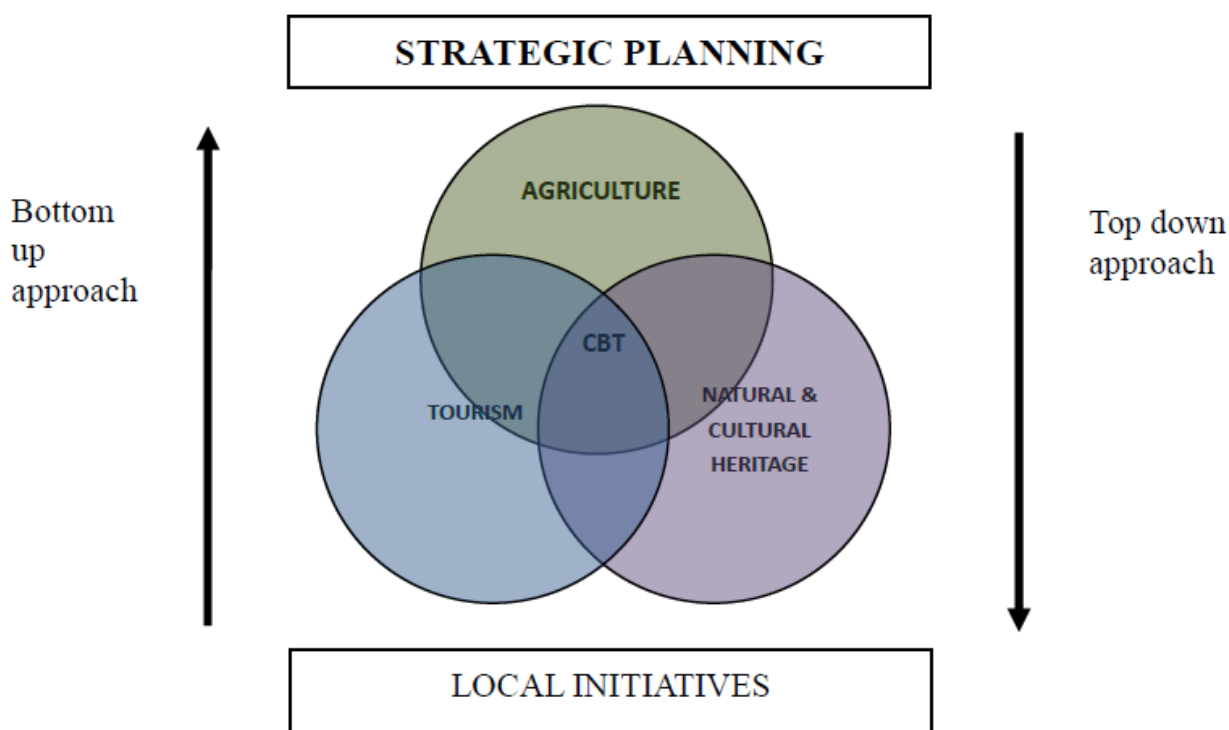 STRATEGIC PLANNING
AGRICULTURE
Bottom
up
approach
Top down
approach
CBT
TOURISM
NATURAL &
CULTURAL
HERITAGE
LOCAL INITIATIVES